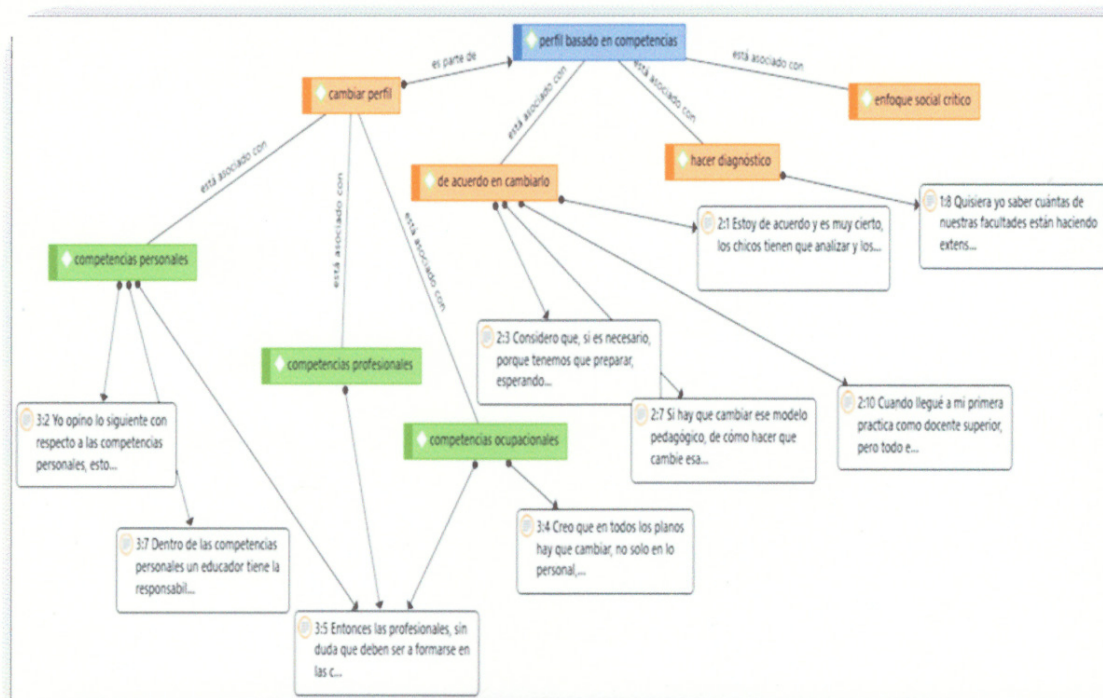 perfil basado en competencias
es parte de
está asociado con
cambiar perfil
enfoque social crítico
está asociado con
está asociado con
hacer diagnóstico
de acuerdo en cambiarlo
está asociado con
1:8 Quisiera yo saber cuántas de
nuestras facultades están haciendo
extens...
2:1 Estoy de acuerdo y es muy cierto,
los chicos tienen que analizar y los...
está asociado con
está asociado con
competencias personales
2:3 Considero que, si es necesario,
porque tenemos que preparar,
esperando...
competencias profesionales
2:7 Si hay que cambiar ese modelo
pedagógico, de cómo hacer que
cambie esa...
2:10 Cuando llegué a mi primera
practica como docente superior,
pero todo e...
3:2 Yo opino lo siguiente con
respecto a las competencias
personales, esto...
competencias ocupacionales
3:4 Creo que en todos los planos
hay que cambiar, no solo en lo
personal,...
3:7 Dentro de las competencias
personales un educador tiene la
responsabil...
3:5 Entonces las profesionales, sin
duda que deben ser a formarse en
las c...